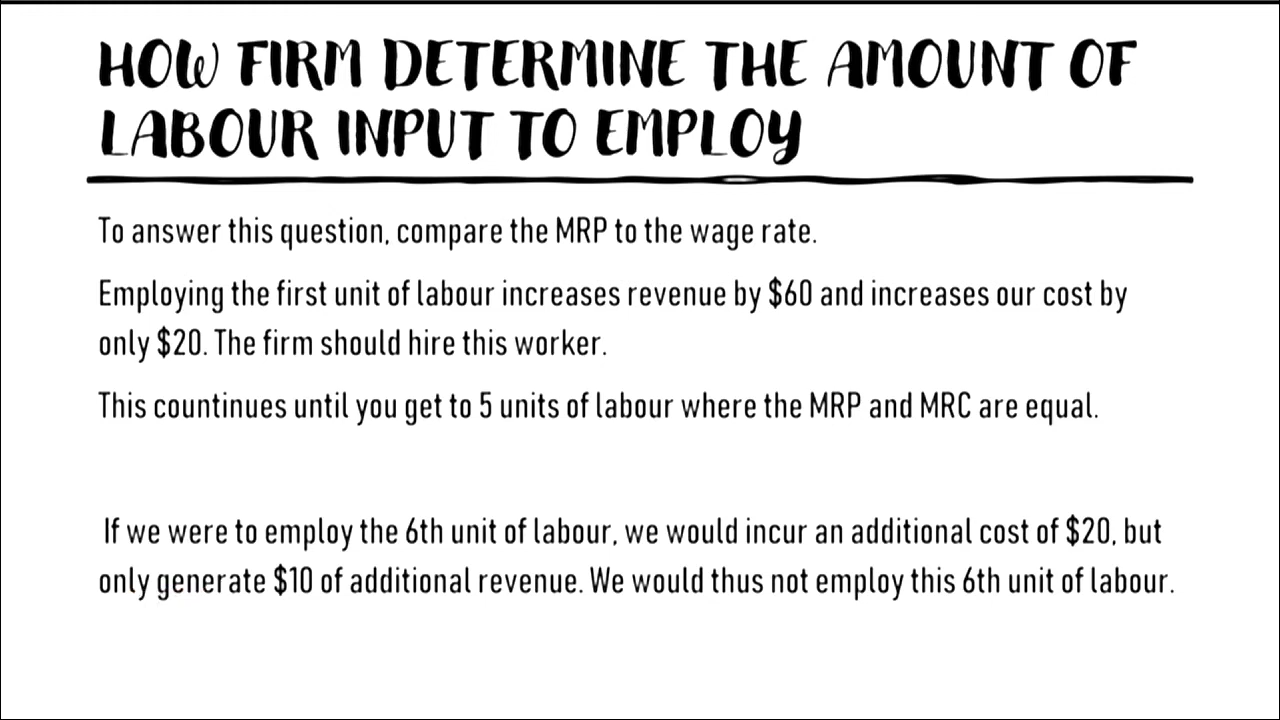 HOW FIRM DETERMINE THE AMOUNT OF
LABOUR INPUT TO EMPLOY
To answer this question, compare the MRP to the wage rate.
Employing the first unit of labour increases revenue by $60 and increases our cost by
only $20. The firm should hire this worker.
This countinues until you get to 5 units of labour where the MRP and MRC are equal.
If we were to employ the 6th unit of labour, we would incur an additional cost of $20, but
only generate $10 of additional revenue. We would thus not employ this 6th unit of labour.